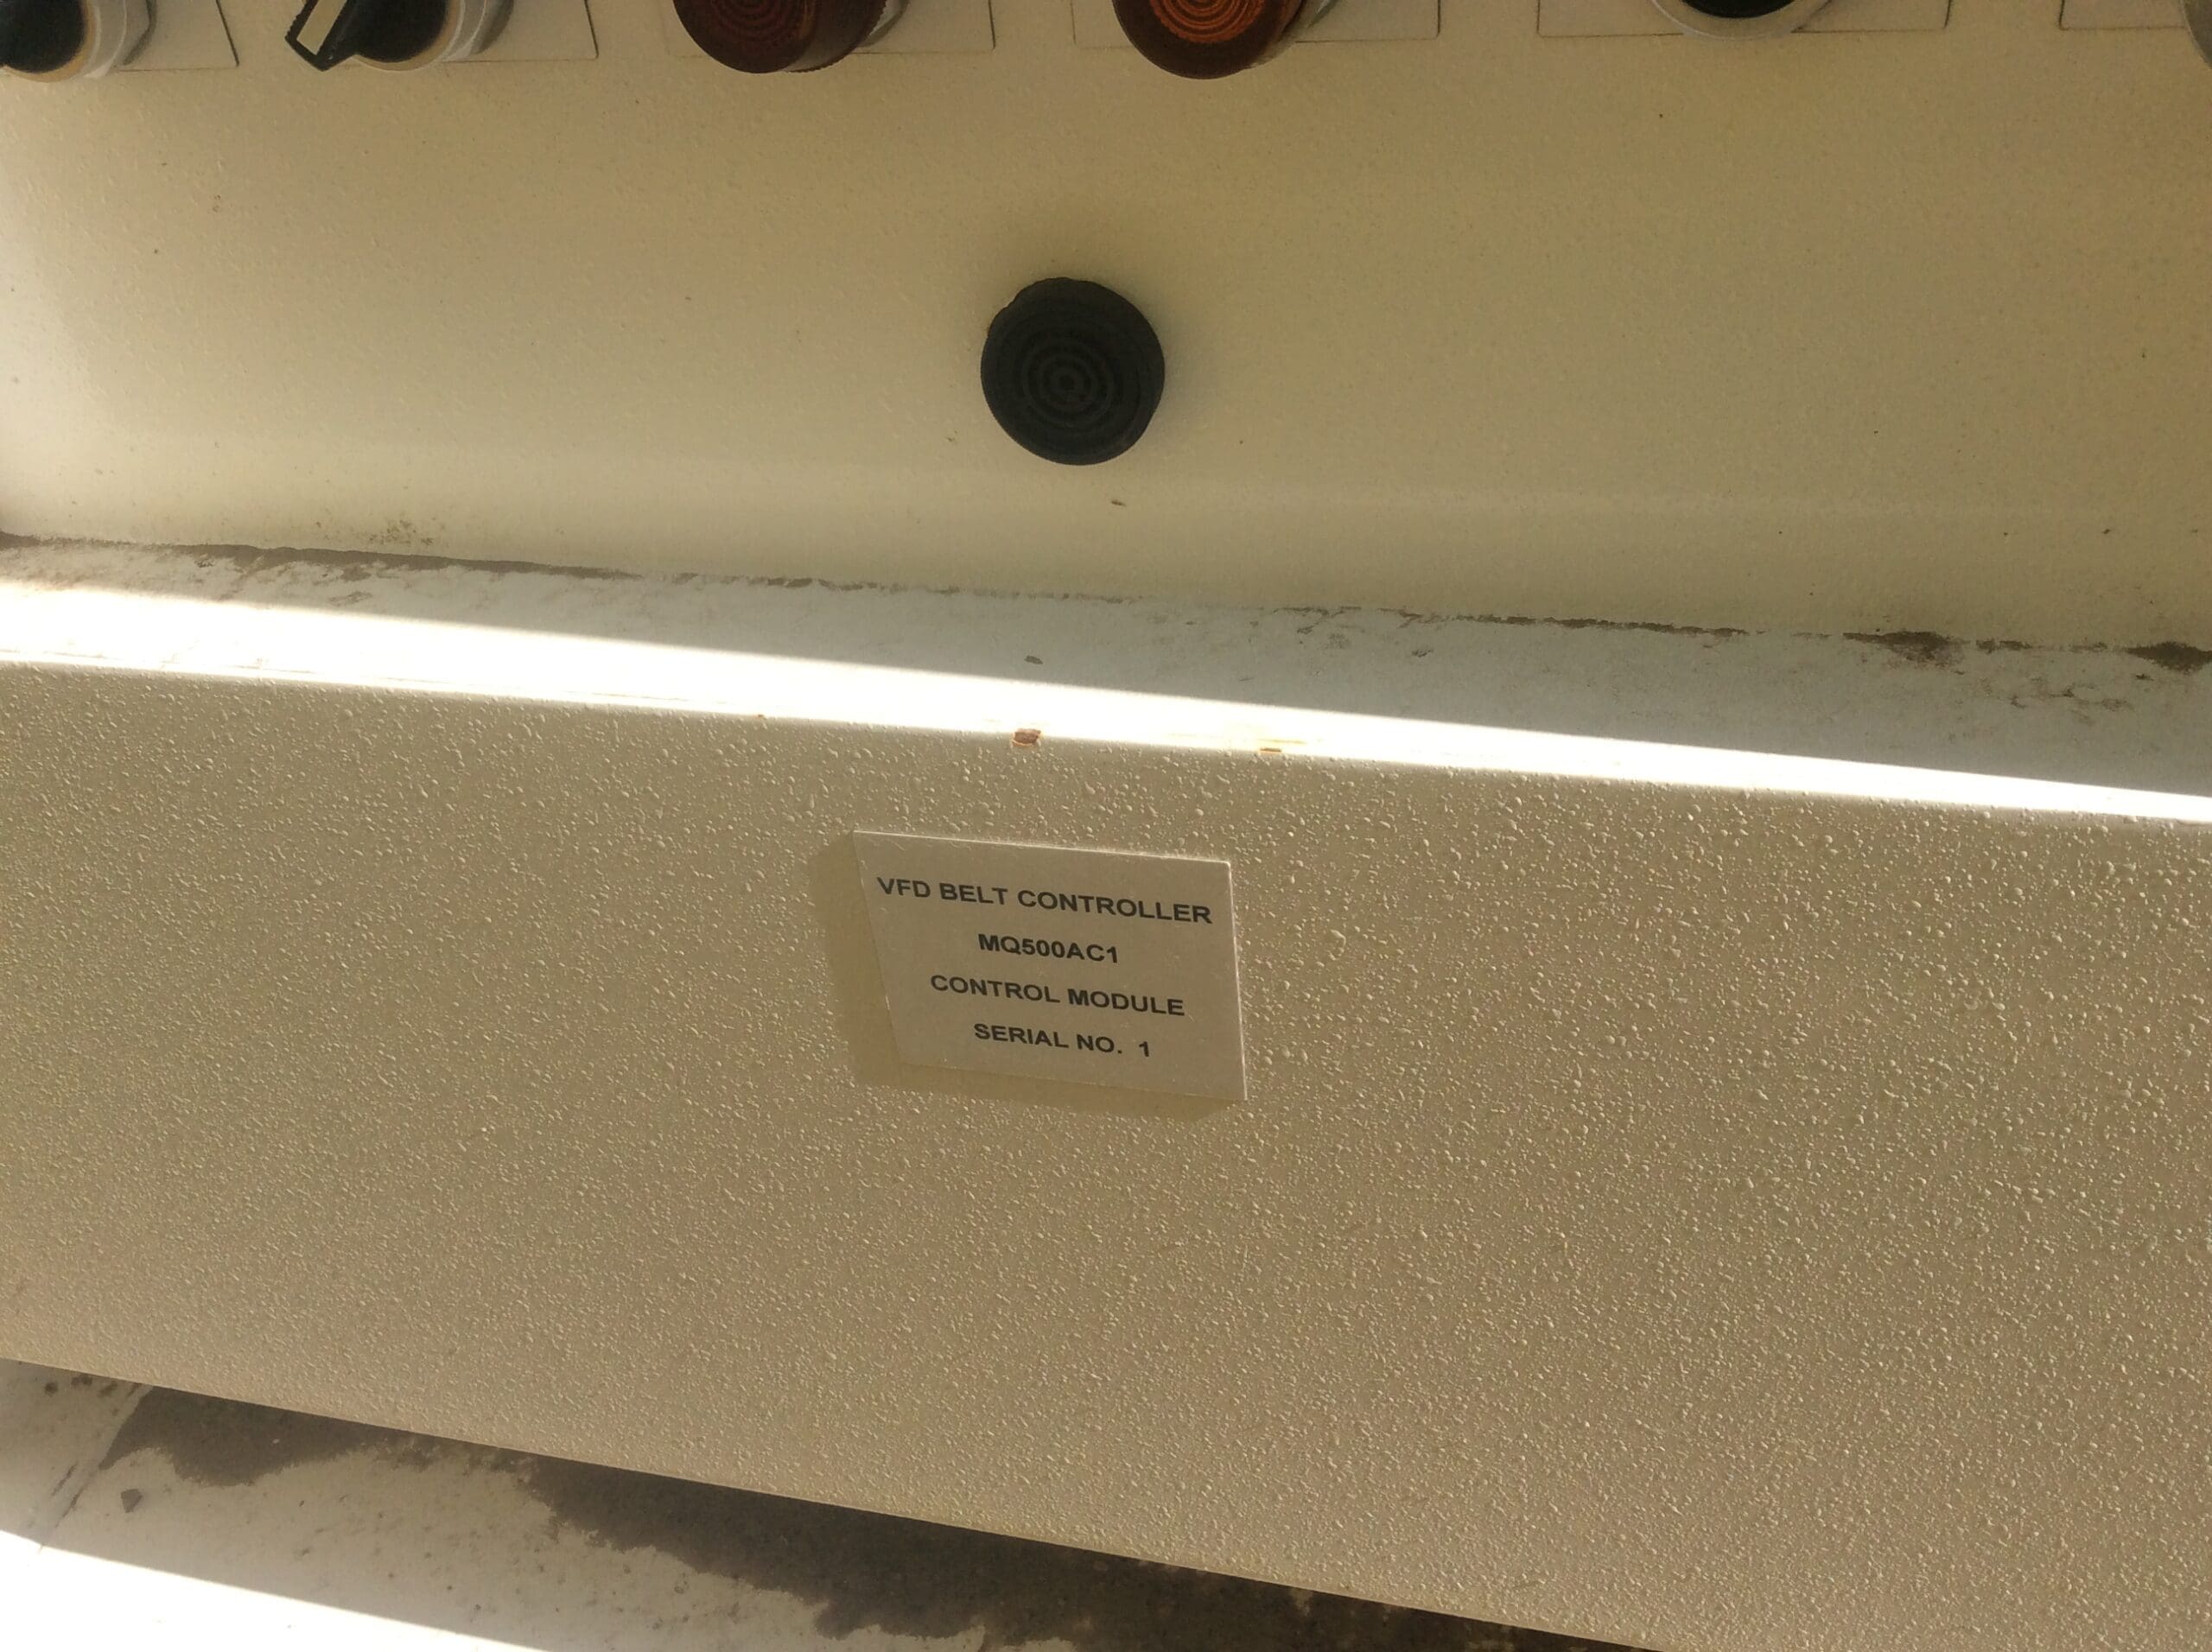 VFD BELT CONTROLLER
MQ500AC1
CONTROL MODULE
SERIAL NO. 1